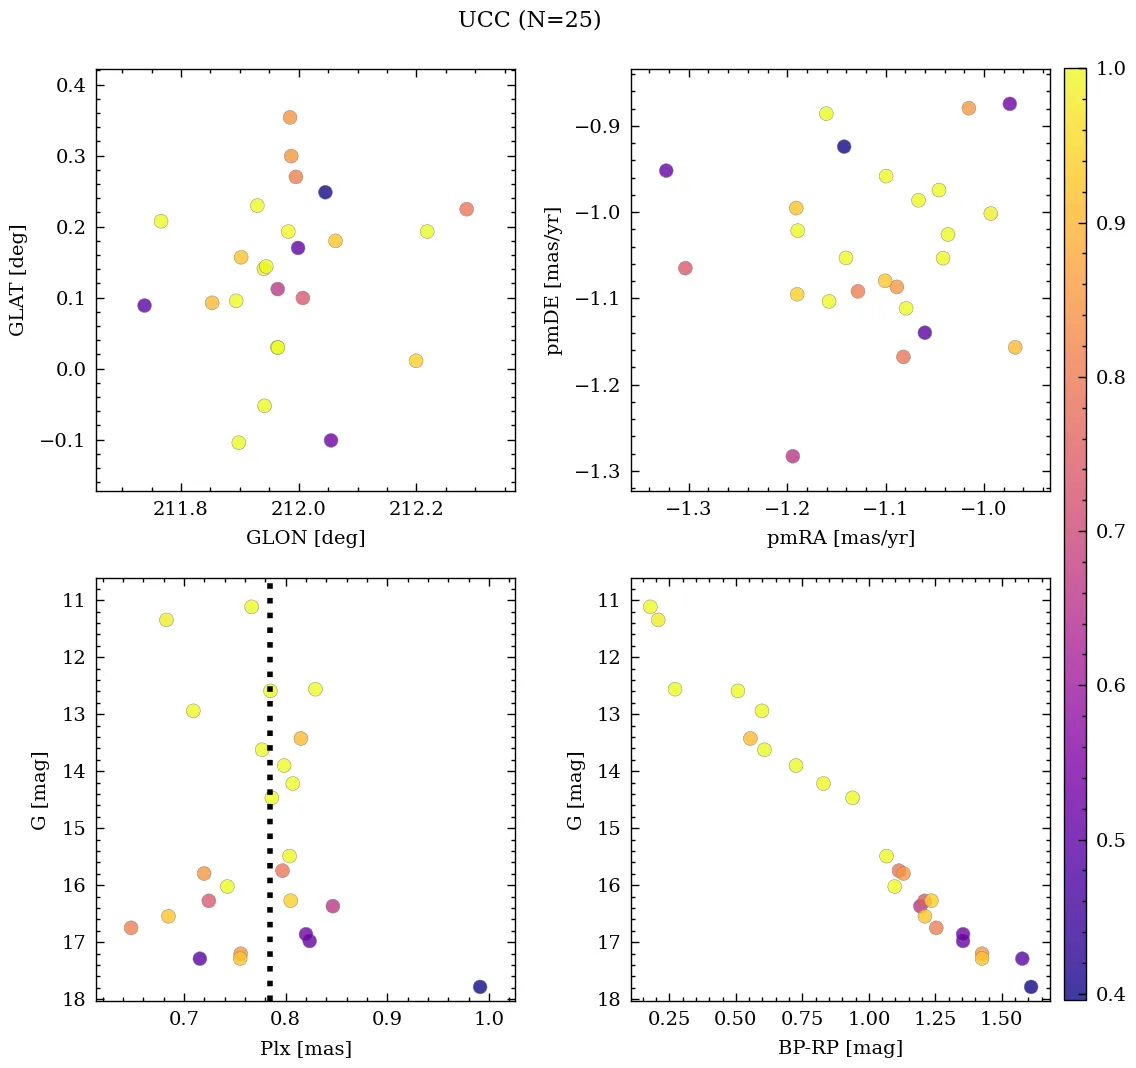 UCC (N=25)
0.4
0.3
0.2
0.1
0.0
−0.1
GLAT [deg]
211.8 212.0 212.2
GLON [deg]
−0.9
−1.0
−1.1
−1.2
−1.3
pmDE [mas/yr]
−1.3 −1.2 −1.1 −1.0
pmRA [mas/yr]
11
12
13
14
15
16
17
18
G [mag]
0.7 0.8 0.9 1.0
Plx [mas]
11
12
13
14
15
16
17
18
G [mag]
0.25 0.50 0.75 1.00 1.25 1.50
BP-RP [mag]
1.0
0.9
0.8
0.7
0.6
0.5
0.4